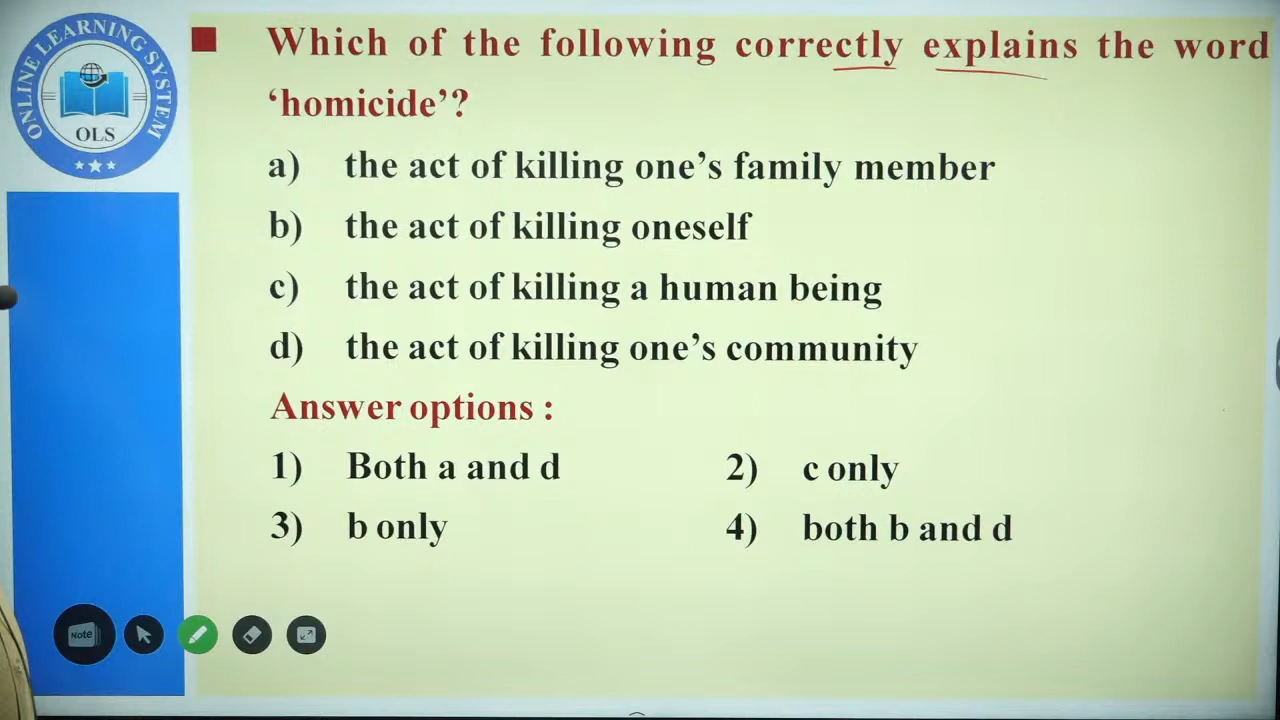 ONLINE LEARNING SYSTEM
OLS
Which of the following correctly explains the word
‘homicide’?
a) the act of killing one’s family member
b) the act of killing oneself
c) the act of killing a human being
d) the act of killing one’s community
Answer options :
1) Both a and d 2) c only
3) b only 4) both b and d
Note